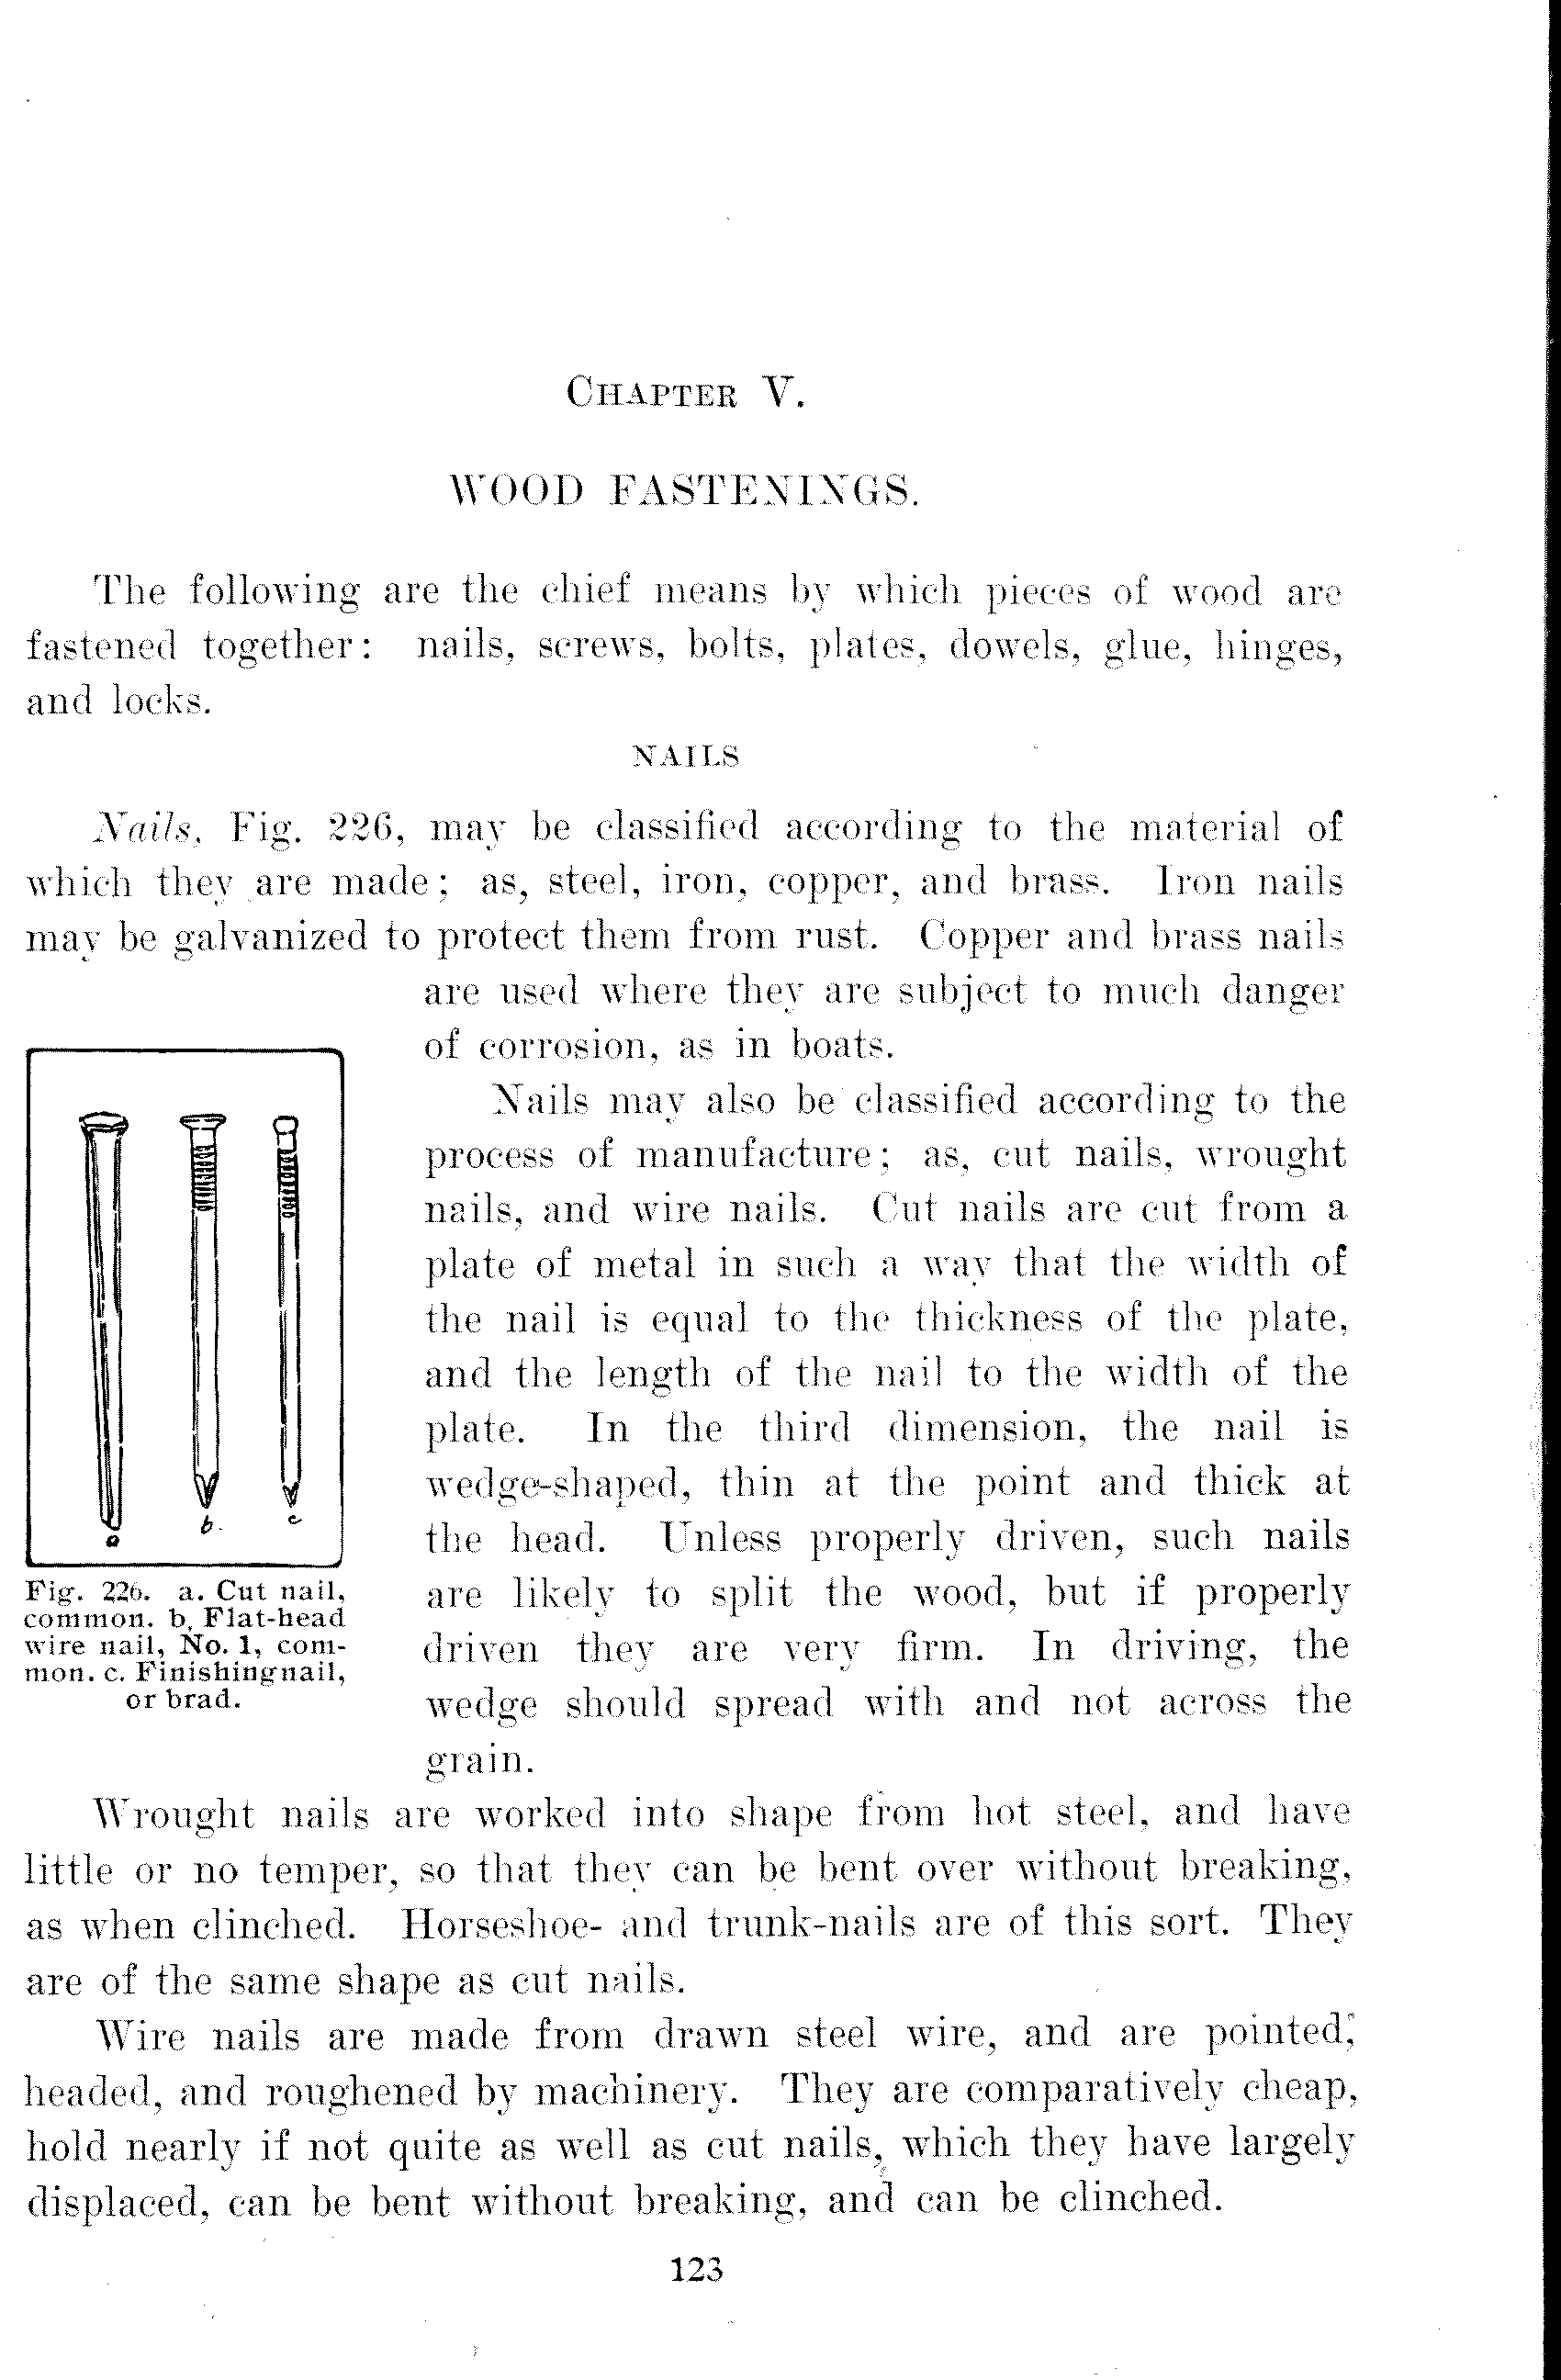 CHAPTER V.
WOOD FASTENINGS.
The following are the chief means by which pieces of wood are
fastened together: nails, screws, bolts, plates, dowels, glue, hinges,
and locks.
NAILS
Nails, Fig. 226, may be classified according to the material of
which they are made; as, steel, iron, copper, and brass. Iron nails
may be galvanized to protect them from rust. Copper and brass nails
are used where they are subject to much danger
of corrosion, as in boats.
Nails may also be classified according to the
process of manufacture; as, cut nails, wrought
nails, and wire nails. Cut nails are cut from a
plate of metal in such a way that the width of
the nail is equal to the thickness of the plate,
and the length of the nail to the width of the
plate. In the third dimension, the nail is
wedge-shaped, thin at the point and thick at
the head. Unless properly driven, such nails
are likely to split the wood, but if properly
driven they are very firm. In driving, the
wedge should spread with and not across the
grain.
a
b.
c
Fig. 226. a. Cut nail,
common. b, Flat-head
wire nail, No. 1, com-
mon. c. Finishing nail,
or brad.
Wrought nails are worked into shape from hot steel, and have
little or no temper, so that they can be bent over without breaking,
as when clinched. Horseshoe- and trunk-nails are of this sort. They
are of the same shape as cut nails.
Wire nails are made from drawn steel wire, and are pointed,
headed, and roughened by machinery. They are comparatively cheap,
hold nearly if not quite as well as cut nails, which they have largely
displaced, can be bent without breaking, and can be clinched.
123